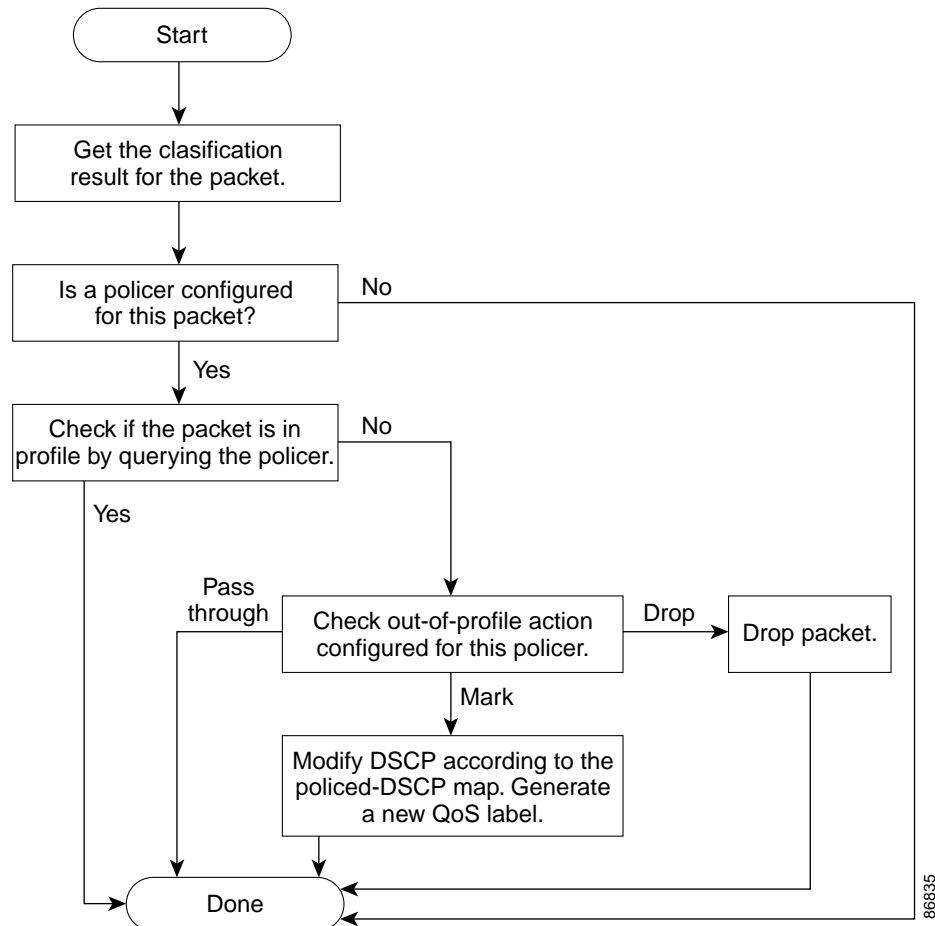 Start
Get the clasification
result for the packet.
Is a policer configured
for this packet?
No
Yes
Check if the packet is in
profile by querying the policer.
No
Yes
Pass
through
Check out-of-profile action
configured for this policer.
Drop
Drop packet.
Mark
Modify DSCP according to the
policed-DSCP map. Generate
a new QoS label.
Done
86835